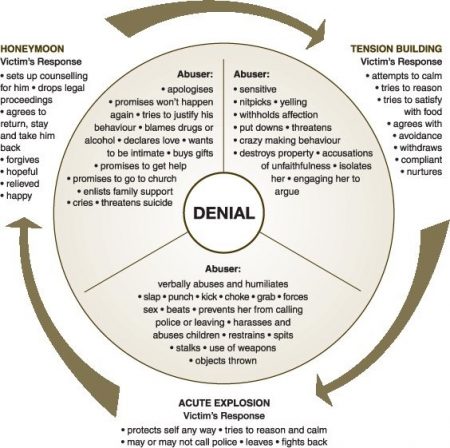 HONEYMOON
Victim's Response
• sets up counselling
for him • drops legal
proceedings
• agrees to
return, stay
and take him
back
• forgives
• hopeful
• relieved
• happy
Abuser:
• apologises
• promises won't happen
again • tries to justify his
behaviour • blames drugs or
alcohol • declares love • wants
to be intimate • buys gifts
• promises to get help
• promises to go to church
• enlists family support
• cries • threatens suicide
Abuser:
• sensitive
• nitpicks • yelling
• withholds affection
• put downs • threatens
• crazy making behaviour
• destroys property • accusations
of unfaithfulness • isolates
her • engaging her to
argue
TENSION BUILDING
Victim's Response
• attempts to calm
• tries to reason
• tries to satisfy
with food
• agrees with
• avoidance
• withdraws
• compliant
• nurtures
DENIAL
Abuser:
verbally abuses and humiliates
• slap • punch • kick • choke • grab • forces
sex • beats • prevents her from calling
police or leaving • harasses and
abuses children • restrains • spits
• stalks • use of weapons
• objects thrown
ACUTE EXPLOSION
Victim's Response
• protects self any way • tries to reason and calm
• may or may not call police • leaves • fights back